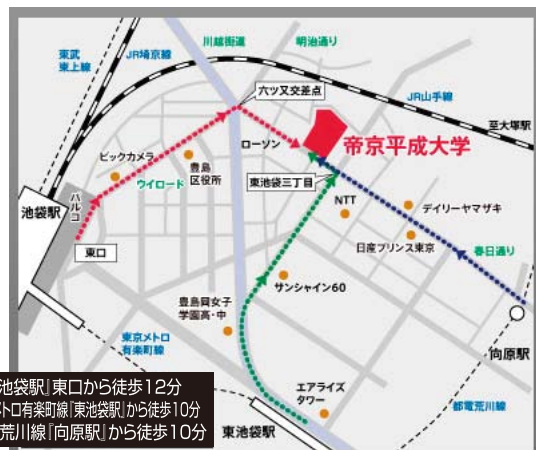 東武
東上線
JR埼京線
川越街道
明治通り
六ツ又交差点
JR山手線
至大塚駅
帝京平成大学
ローソン
ビックカメラ
豊島
区役所
ウイロード
東池袋三丁目
パルコ
池袋駅
東口
NTT
デイリーヤマザキ
日産プリンス東京
春日通り
サンシャイン60
豊島岡女子
学園高・中
東京メトロ
有楽町線
向原駅
エアライズ
タワー
都電荒川線
東池袋駅
池袋駅』東口から徒歩12分
トロ有楽町線『東池袋駅』から徒歩10分
荒川線『向原駅』から徒歩10分